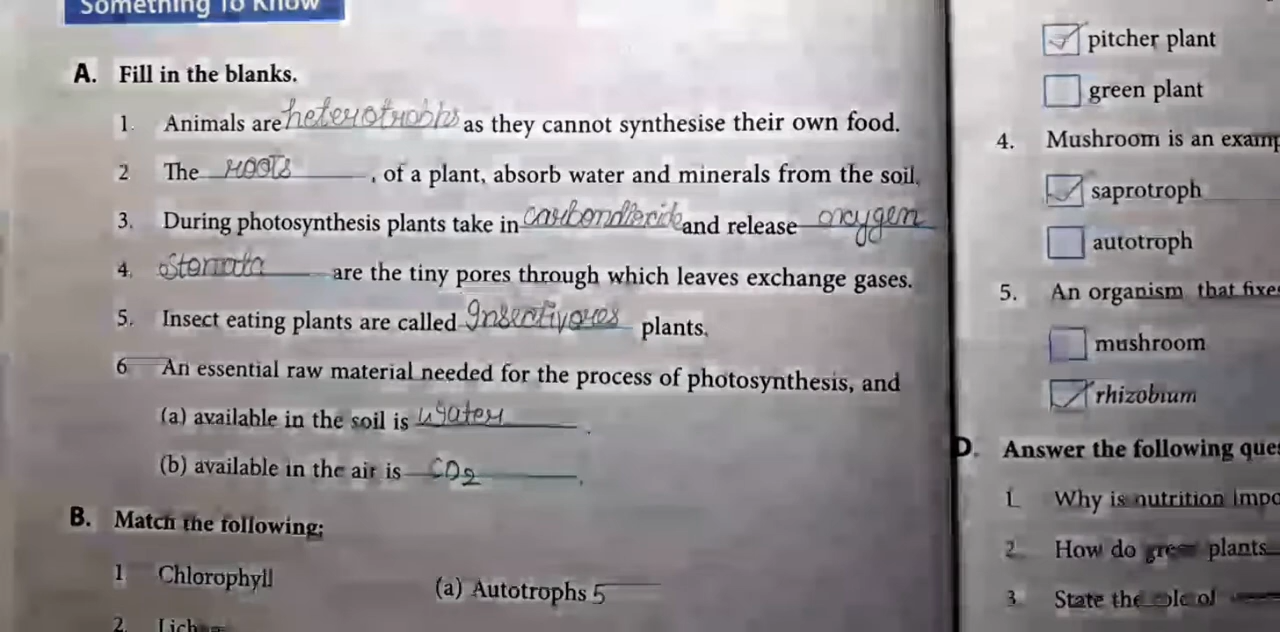 Something To Know
A. Fill in the blanks.
1. Animals are heterotrophs as they cannot synthesise their own food.
2 The roots, of a plant, absorb water and minerals from the soil.
3. During photosynthesis plants take in carbondioxide and release oxygen
4. Stomata are the tiny pores through which leaves exchange gases.
5. Insect eating plants are called Insectivores plants.
6 An essential raw material needed for the process of photosynthesis, and
(a) available in the soil is water.
(b) available in the air is CO2.
B. Match the following;
1 Chlorophyll (a) Autotrophs 5
2.
pitcher plant
green plant
4. Mushroom is an examp
saprotroph
autotroph
5. An organism that fixes
mushroom
rhizobium
D. Answer the following ques
1. Why is nutrition impo
2. How do green plants
3. State the role of